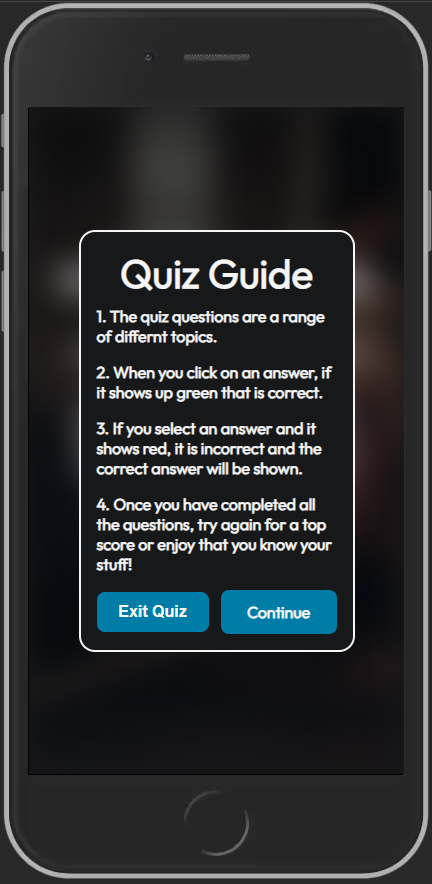 Quiz Guide
1. The quiz questions are a range
of differnt topics.
2. When you click on an answer, if
it shows up green that is correct.
3. If you select an answer and it
shows red, it is incorrect and the
correct answer will be shown.
4. Once you have completed all
the questions, try again for a top
score or enjoy that you know your
stuff!
Exit Quiz
Continue